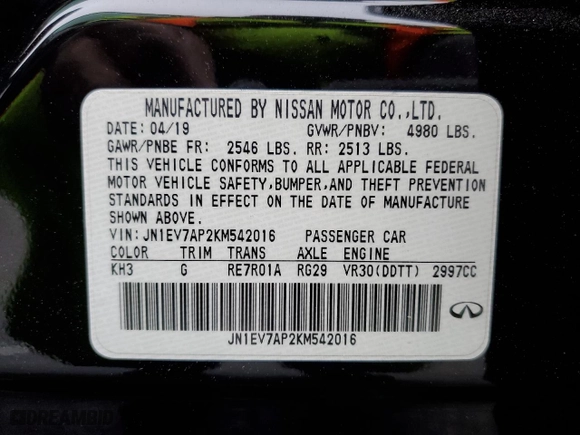 MANUFACTURED BY NISSAN MOTOR CO.,LTD.
DATE: 04/19 GVWR/PNBV: 4980 LBS.
GAWR/PNBE FR: 2546 LBS. RR: 2513 LBS.
THIS VEHICLE CONFORMS TO ALL APPLICABLE FEDERAL
MOTOR VEHICLE SAFETY,BUMPER,AND THEFT PREVENTION
STANDARDS IN EFFECT ON THE DATE OF MANUFACTURE
SHOWN ABOVE.
VIN: JN1EV7AP2KM542016 PASSENGER CAR
COLOR TRIM TRANS AXLE ENGINE
KH3 G RE7R01A RG29 VR30(DDTT) 2997CC
JN1EV7AP2KM542016
DREAMBID